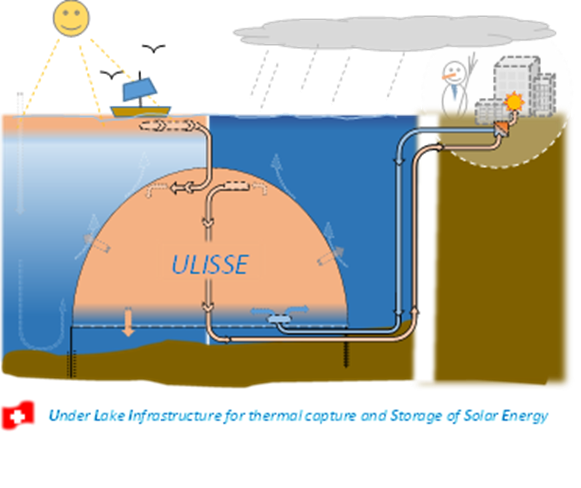 ULISSE
Under Lake Infrastructure for thermal capture and Storage of Solar Energy